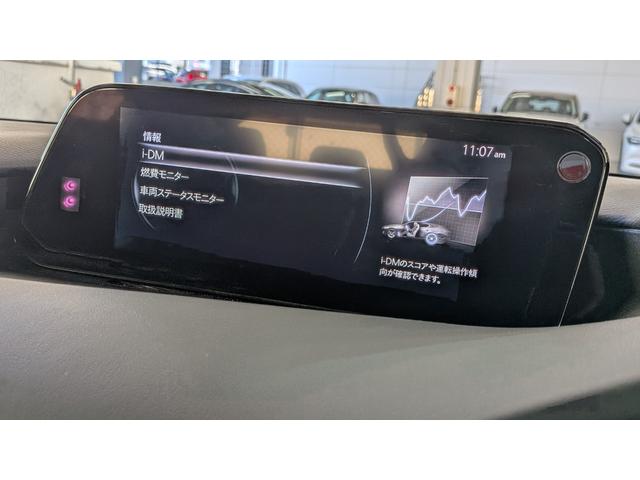 情報
11:07 am
i-DM
燃費モニター
車両ステータスモニター
取扱説明書
i-DMのスコアや運転操作傾
向が確認できます。